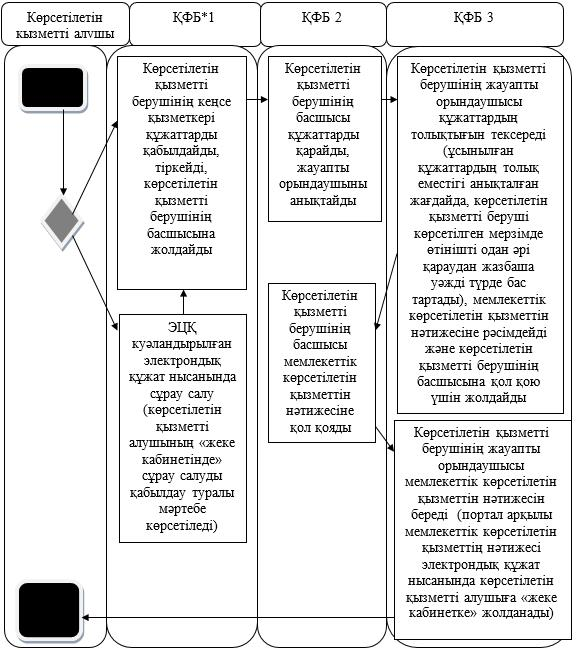 Көрсетілетін
қызметті алушы
ҚФБ*1
ҚФБ 2
ҚФБ 3
Көрсетілетін
қызметті
берушінің кеңсе
қызметкері
құжаттарды
қабылдайды,
тіркейді,
көрсетілетін
қызметті
берушінің
басшысына
жолдайды
Көрсетілетін
қызметті
берушінің
басшысы
құжаттарды
қарайды,
жауапты
орындаушыны
анықтайды
Көрсетілетін қызметті
берушінің жауапты
орындаушысы
құжаттардың
толықтығын тексереді
(ұсынылған
құжаттардың толық
еместігі анықталған
жағдайда, көрсетілетін
қызметті беруші
көрсетілген мерзімде
өтінішті одан әрі
қараудан жазбаша
уәжді түрде бас
тартады), мемлекеттік
көрсетілетін қызметтін
нәтижесіне рәсімдейді
және көрсетілетін
қызметті берушінің
басшысына қол қою
үшін жолдайды
ЭЦҚ
куәландырылған
электрондық
құжат нысанында
сұрау салу
(көрсетілетін
қызметті
алушының «жеке
кабинетінде»
сұрау салуды
қабылдау туралы
мәртебе
көрсетіледі)
Көрсетілетін
қызметті
берушінің
басшысы
мемлекеттік
көрсетілетін
қызметтін
нәтижесіне
қол қояды
Көрсетілетін қызметті
берушінің жауапты
орындаушысы
мемлекеттік көрсетілетін
қызметтін нәтижесін
береді (портал арқылы
мемлекеттік көрсетілетін
қызметтің нәтижесі
электрондық құжат
нысанында көрсетілетін
қызметті алушыға «жеке
кабинетке» жолданады)